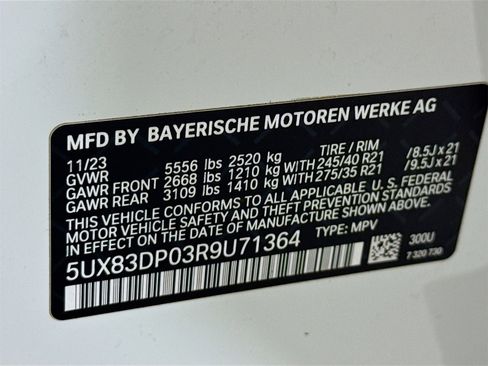 MFD BY BAYERISCHE MOTOREN WERKE AG
11/23 TIRE / RIM
GVWR 5556 lbs 2520 kg
GAWR FRONT 2668 lbs 1210 kg WITH 245/40 R21 /8.5J x 21
GAWR REAR 3109 lbs 1410 kg WITH 275/35 R21 /9.5J x 21
THIS VEHICLE CONFORMS TO ALL APPLICABLE U.S. FEDERAL
MOTOR VEHICLE SAFETY AND THEFT PREVENTION STANDARDS
IN EFFECT ON THE DATE OF MANUFACTURE SHOWN ABOVE.
5UX83DP03R9U71364 TYPE: MPV
300U
7 320 730